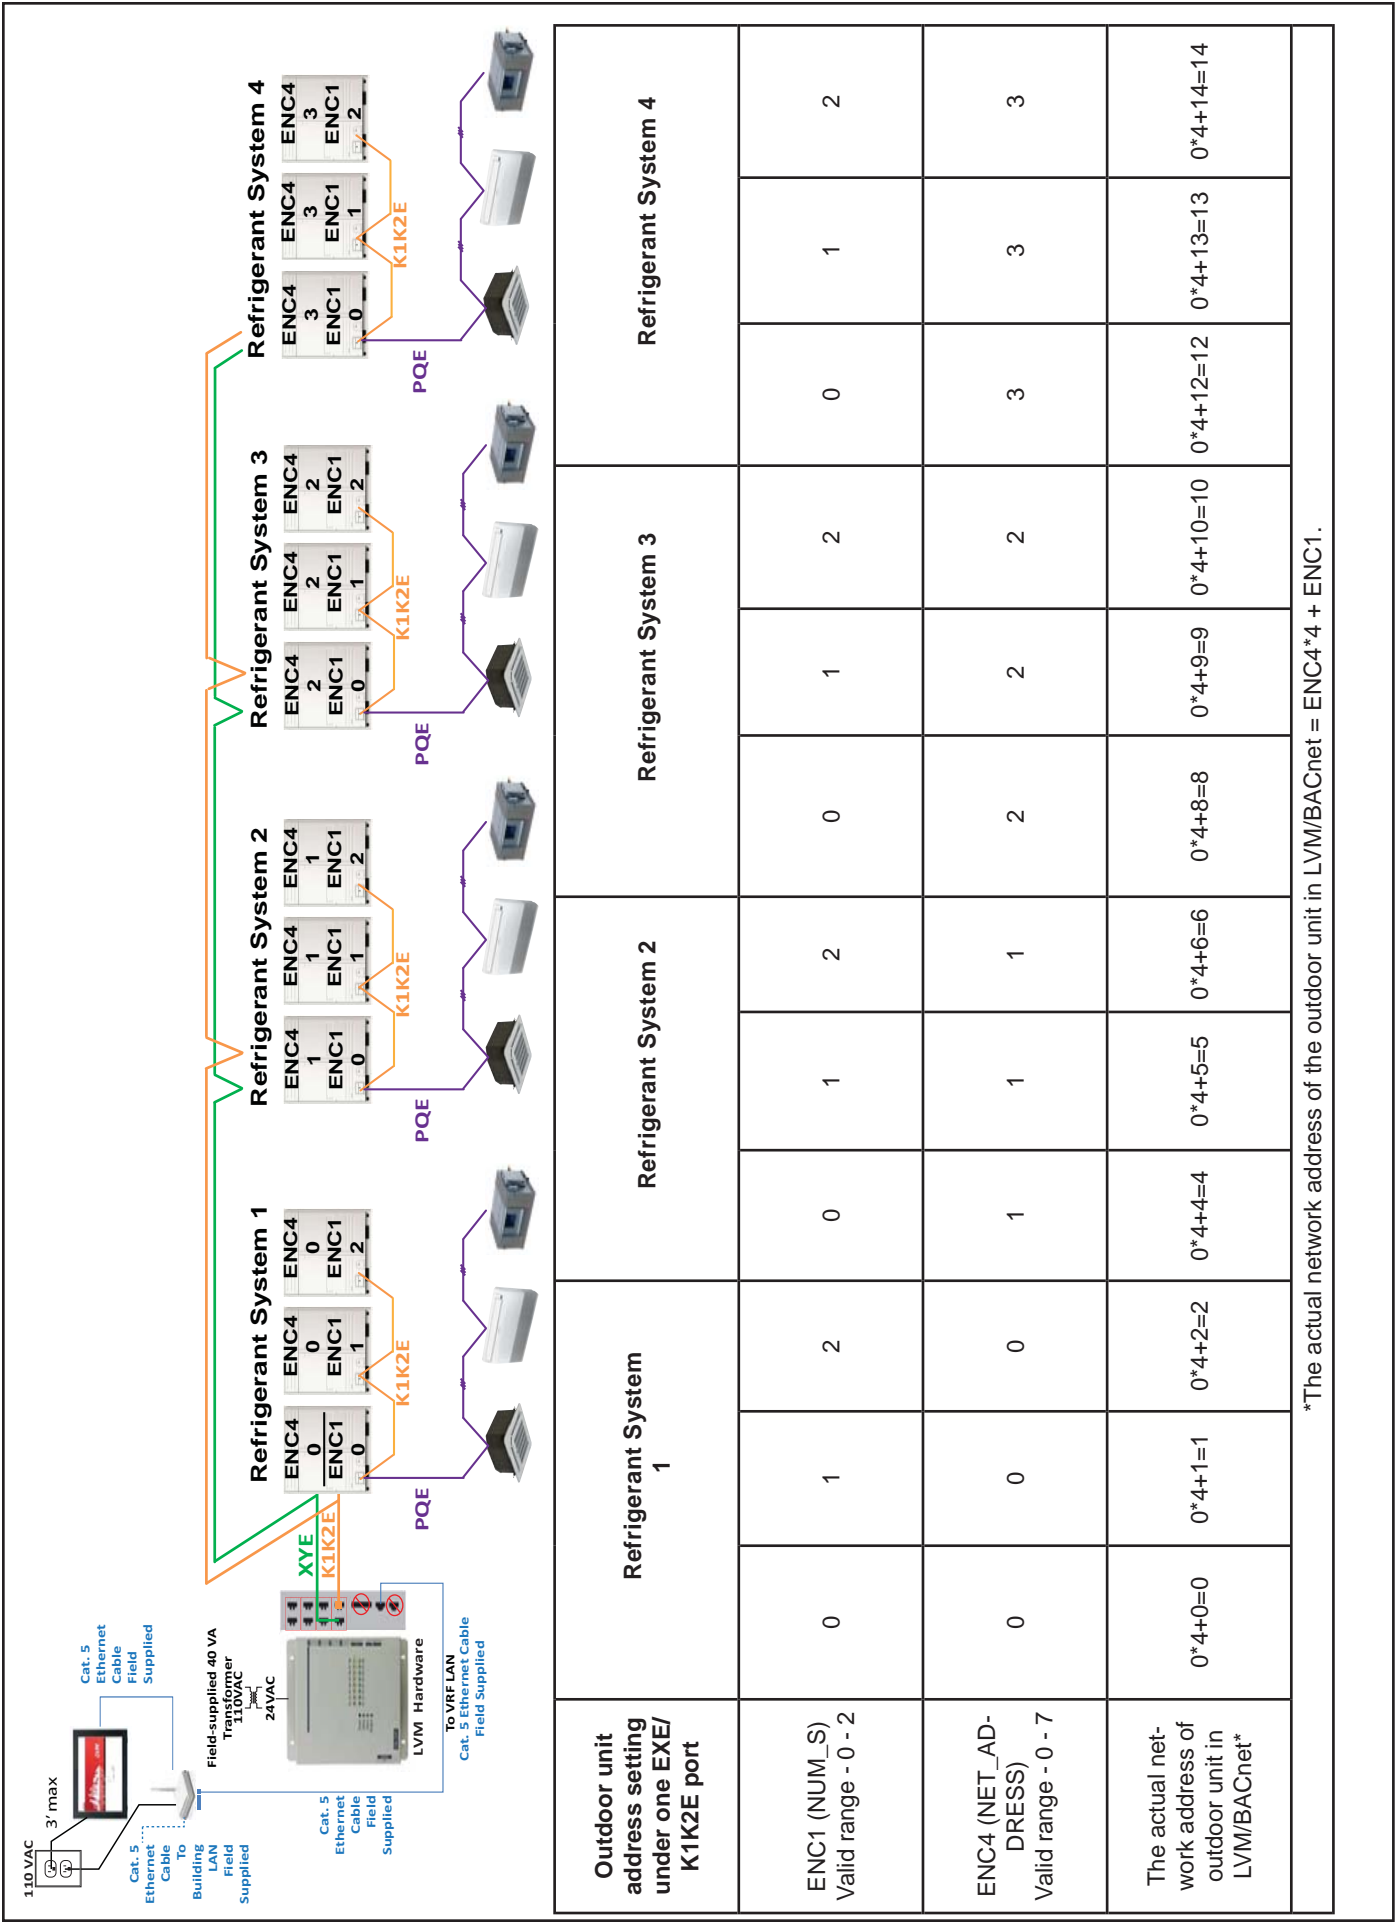 110 VAC
3' max
Cat. 5
Ethernet
Cable
Field
Supplied
Cat. 5
Ethernet
Cable
To
Building
LAN
Field
Supplied
Field-supplied 40 VA
Transfomer
110VAC
24VAC
Cat. 5
Ethernet
Cable
Field
Supplied
LVM Hardware
To VRF LAN
Cat. 5 Ethernet Cable
Field Supplied
XYE
K1K2E
Refrigerant System 1
ENC4 ENC4 ENC4
0 0 0
ENC1 ENC1 ENC1
0 1 2
K1K2E
PQE
Refrigerant System 2
ENC4 ENC4 ENC4
1 1 1
ENC1 ENC1 ENC1
0 1 2
K1K2E
PQE
Refrigerant System 3
ENC4 ENC4 ENC4
2 2 2
ENC1 ENC1 ENC1
0 1 2
K1K2E
PQE
Refrigerant System 4
ENC4 ENC4 ENC4
3 3 3
ENC1 ENC1 ENC1
0 1 2
K1K2E
PQE
Outdoor unit
address setting
under one EXE/
K1K2E port
Refrigerant System
1
Refrigerant System 2
Refrigerant System 3
Refrigerant System 4
ENC1 (NUM_S)
Valid range - 0 - 2
0 1 2 0 1 2 0 1 2 0 1 2
ENC4 (NET_AD-
DRESS)
Valid range - 0 - 7
0 0 0 1 1 1 2 2 2 3 3 3
The actual net-
work address of
outdoor unit in
LVM/BACnet*
0*4+0=0 0*4+1=1 0*4+2=2 0*4+4=4 0*4+5=5 0*4+6=6 0*4+8=8 0*4+9=9 0*4+10=10 0*4+12=12 0*4+13=13 0*4+14=14
*The actual network address of the outdoor unit in LVM/BACnet = ENC4*4 + ENC1.